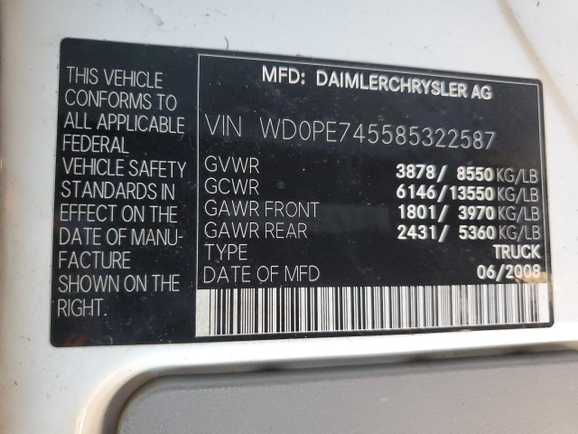 THIS VEHICLE
CONFORMS TO
ALL APPLICABLE
FEDERAL
VEHICLE SAFETY
STANDARDS IN
EFFECT ON THE
DATE OF MANU-
FACTURE
SHOWN ON THE
RIGHT.
MFD: DAIMLERCHRYSLER AG
VIN WD0PE745585322587
GVWR 3878/ 8550 KG/LB
GCWR 6146/13550 KG/LB
GAWR FRONT 1801/ 3970 KG/LB
GAWR REAR 2431/ 5360 KG/LB
TYPE TRUCK
DATE OF MFD 06/2008